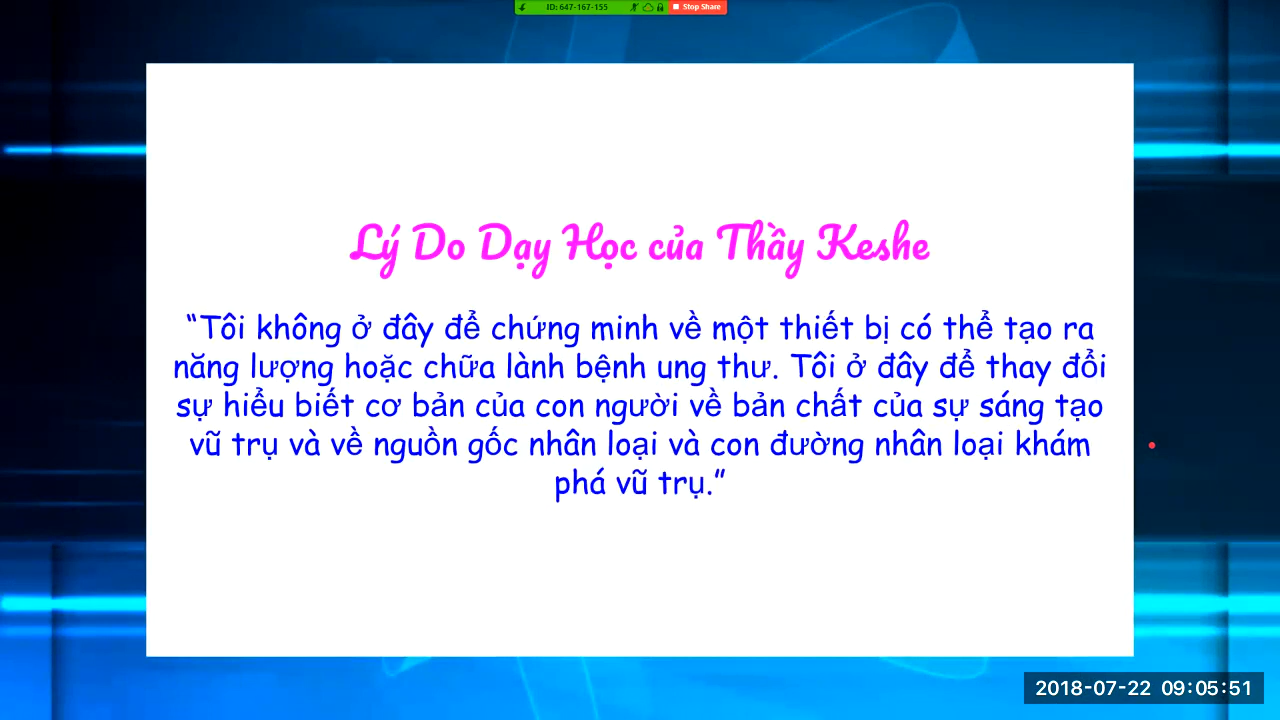 ID: 647-167-155 Stop Share
Lý Do Dạy Học của Thầy Keshe
“Tôi không ở đây để chứng minh về một thiết bị có thể tạo ra
năng lượng hoặc chữa lành bệnh ung thư. Tôi ở đây để thay đổi
sự hiểu biết cơ bản của con người về bản chất của sự sáng tạo
vũ trụ và về nguồn gốc nhân loại và con đường nhân loại khám
phá vũ trụ.”
2018-07-22 09:05:51